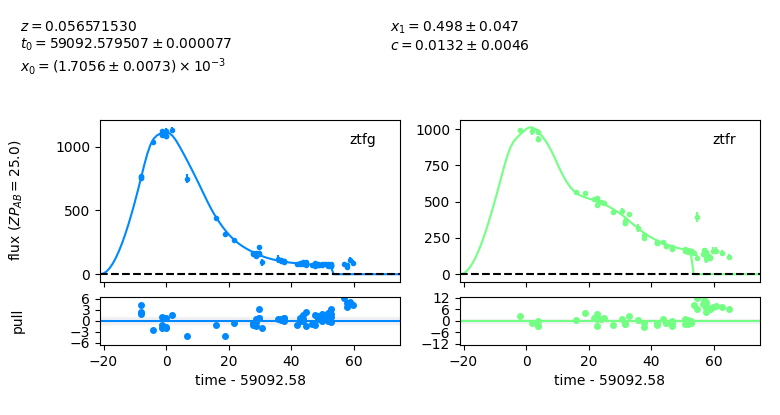 z = 0.056571530
t₀ = 59092.579507 ± 0.000077
x₀ = (1.7056 ± 0.0073) × 10⁻³
x₁ = 0.498 ± 0.047
c = 0.0132 ± 0.0046
flux (ZP_AB = 25.0)
ztfg
1000
500
0
ztfr
1000
750
500
250
0
pull
6
3
0
−3
−6
−20 0 20 40 60
time - 59092.58
12
6
0
−6
−12
−20 0 20 40 60
time - 59092.58